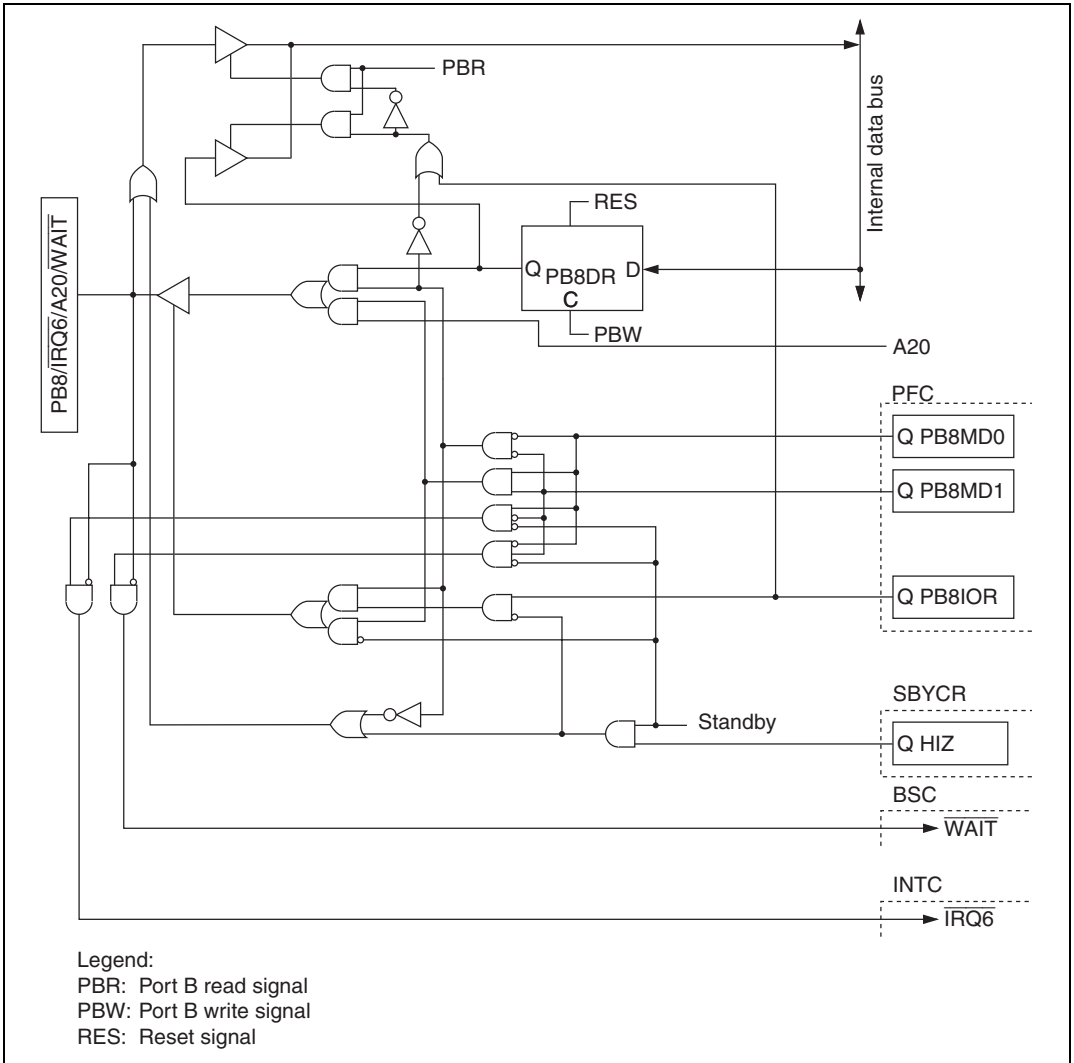 PBR
Internal data bus
RES
Q PB8DR D
C
PBW
PB8/IRQ6/A20/WAIT
A20
PFC
Q PB8MD0
Q PB8MD1
Q PB8IOR
SBYCR
Standby
Q HIZ
BSC
WAIT
INTC
IRQ6
Legend:
PBR: Port B read signal
PBW: Port B write signal
RES: Reset signal